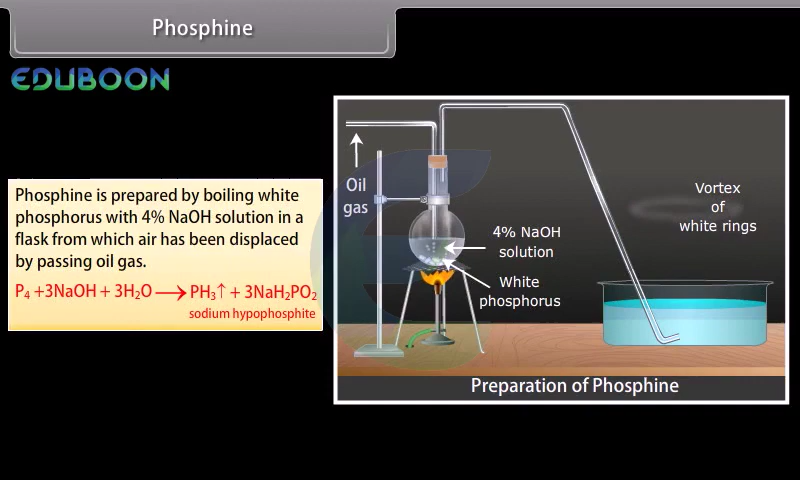 Phosphine
EDUBOON
Phosphine is prepared by boiling white
phosphorus with 4% NaOH solution in a
flask from which air has been displaced
by passing oil gas.
P₄ +3NaOH + 3H₂O ⟶ PH₃↑ + 3NaH₂PO₂
sodium hypophosphite
Oil
gas
4% NaOH
solution
White
phosphorus
Vortex
of
white rings
Preparation of Phosphine